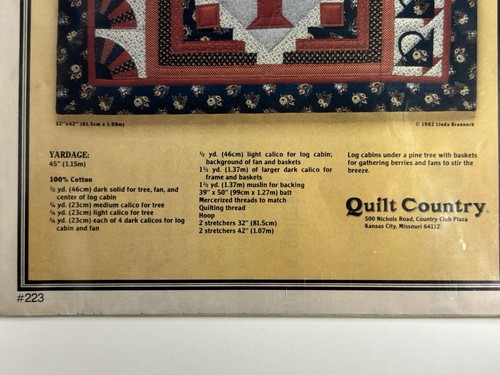 32"x42" (81.5cm x 1.08m)
© 1982 Linda Brannock
YARDAGE:
45" (1.15m)
100% Cotton
½ yd. (46cm) dark solid for tree, fan, and
center of log cabin
¼ yd. (23cm) medium calico for tree
¼ yd. (23cm) light calico for tree
¼ yd. (23cm) each of 4 dark calicos for log
cabin and fan
½ yd. (46cm) light calico for log cabin;
background of fan and baskets
1½ yd. (1.37m) of larger dark calico for
frame and baskets
1½ yd. (1.37m) muslin for backing
39" x 50" (99cm x 1.27m) batt
Mercerized threads to match
Quilting thread
Hoop
2 stretchers 32" (81.5cm)
2 stretchers 42" (1.07m)
Log cabins under a pine tree with baskets
for gathering berries and fans to stir the
breeze.
Quilt Country
500 Nichols Road, Country Club Plaza
Kansas City, Missouri 64112
#223